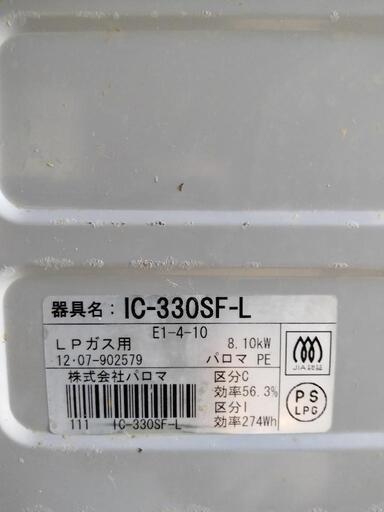 器具名：IC-330SF-L
E1-4-10
LPガス用 8.10kW
12·07-902579 パロマ PE
株式会社パロマ 区分C
効率56.3%
区分I
111 IC-330SF-L 効率274Wh
JIA認証
PS
LPG